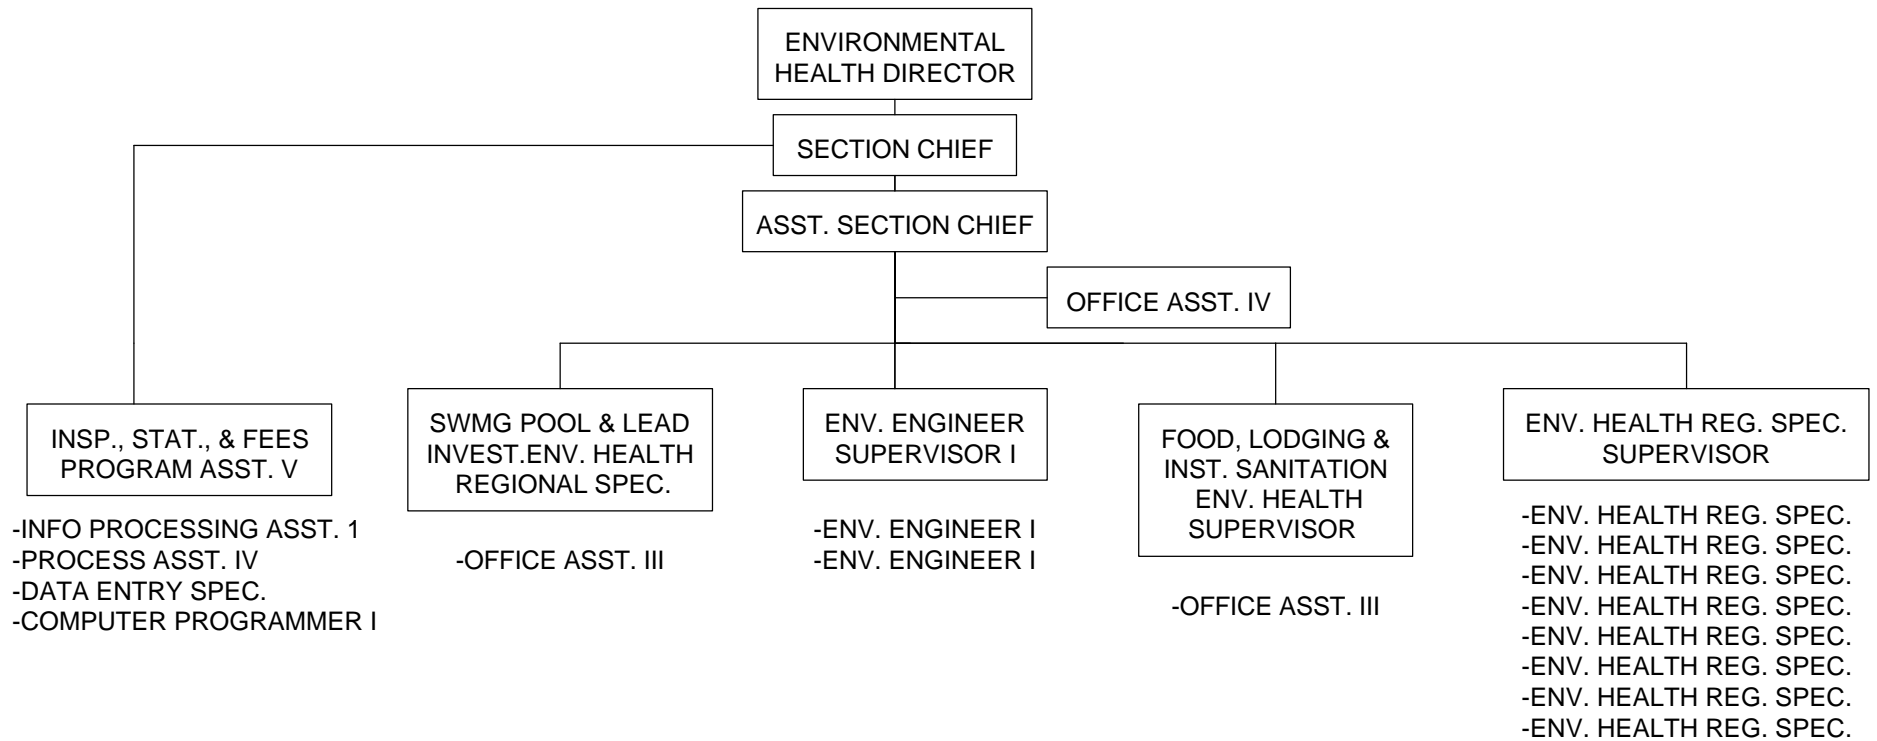 ENVIRONMENTAL
HEALTH DIRECTOR
SECTION CHIEF
ASST. SECTION CHIEF
OFFICE ASST. IV
INSP., STAT., & FEES
PROGRAM ASST. V
-INFO PROCESSING ASST. 1
-PROCESS ASST. IV
-DATA ENTRY SPEC.
-COMPUTER PROGRAMMER I
SWMG POOL & LEAD
INVEST.ENV. HEALTH
REGIONAL SPEC.
-OFFICE ASST. III
ENV. ENGINEER
SUPERVISOR I
-ENV. ENGINEER I
-ENV. ENGINEER I
FOOD, LODGING &
INST. SANITATION
ENV. HEALTH
SUPERVISOR
-OFFICE ASST. III
ENV. HEALTH REG. SPEC.
SUPERVISOR
-ENV. HEALTH REG. SPEC.
-ENV. HEALTH REG. SPEC.
-ENV. HEALTH REG. SPEC.
-ENV. HEALTH REG. SPEC.
-ENV. HEALTH REG. SPEC.
-ENV. HEALTH REG. SPEC.
-ENV. HEALTH REG. SPEC.
-ENV. HEALTH REG. SPEC.